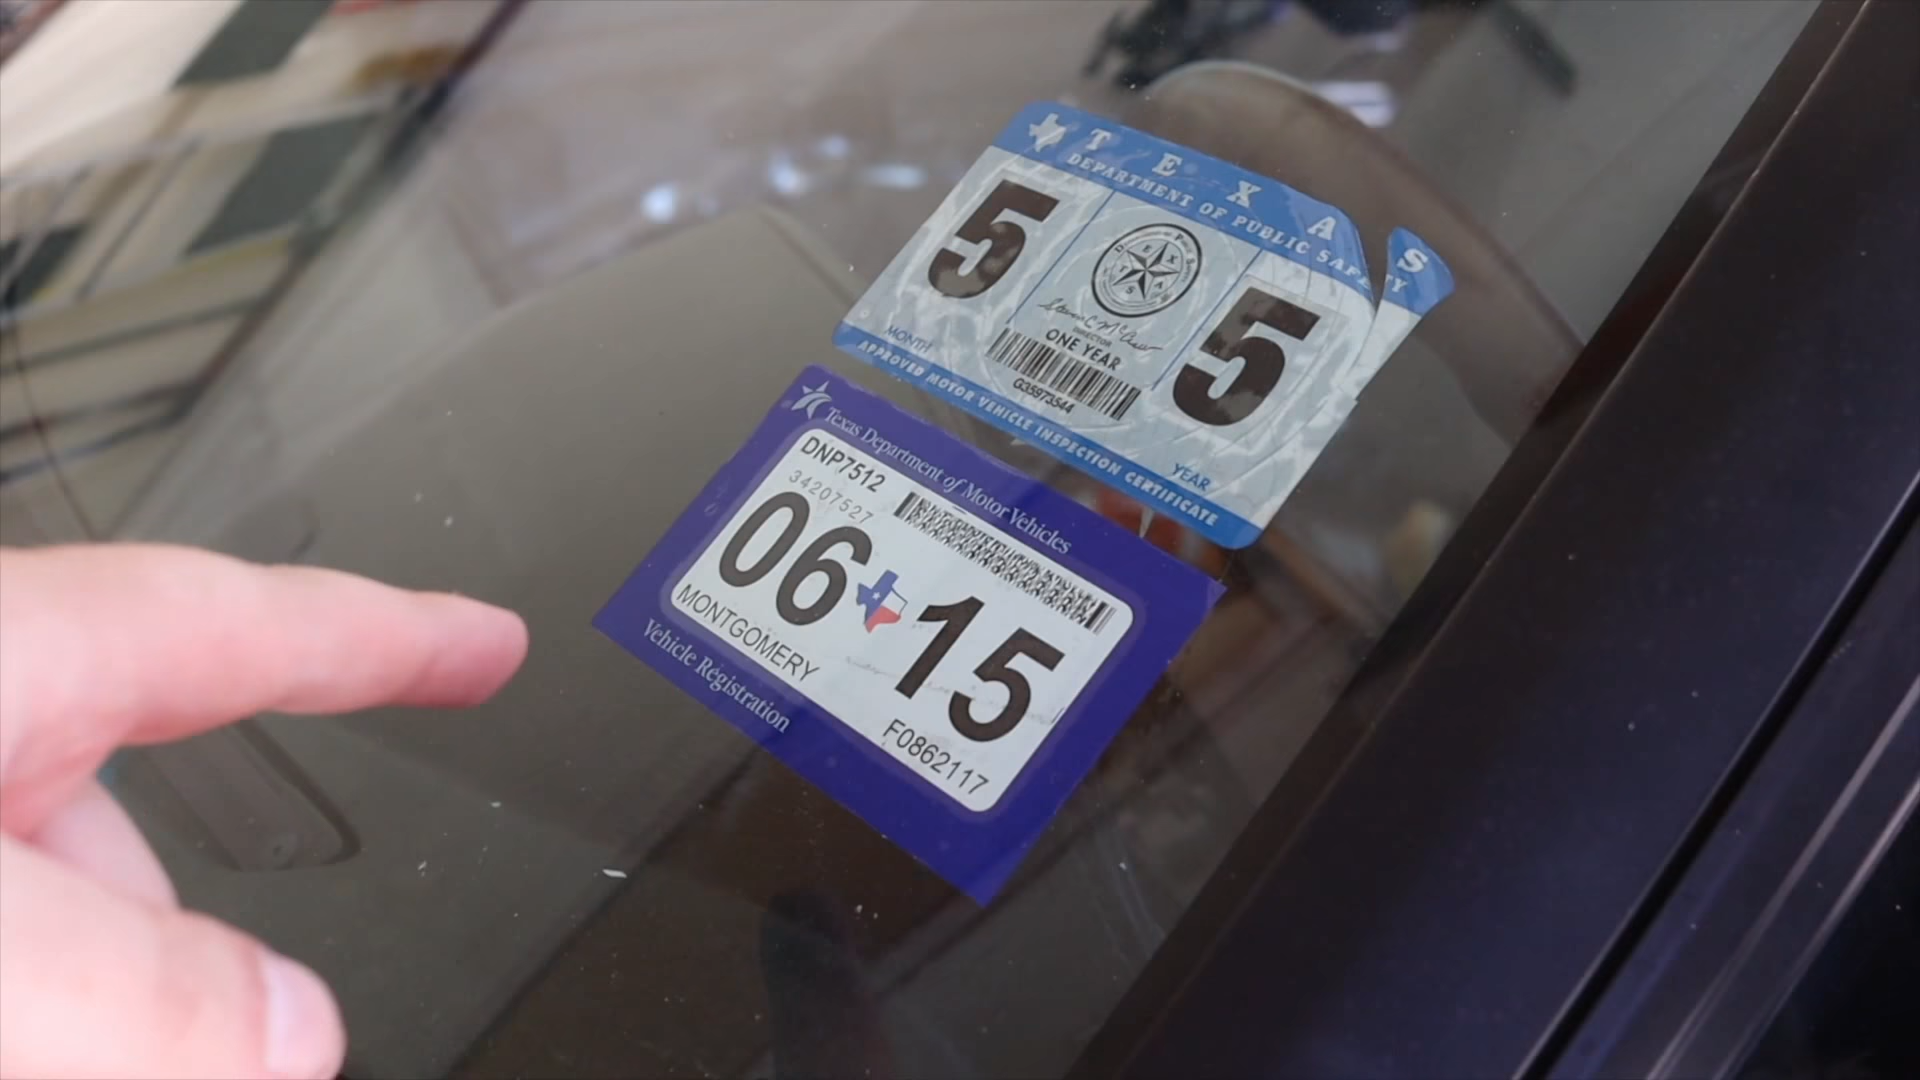 TEXAS
DEPARTMENT OF PUBLIC SAFETY
5
5
DIRECTOR
ONE YEAR
G35973544
MONTH
YEAR
APPROVED MOTOR VEHICLE INSPECTION CERTIFICATE
Texas Department of Motor Vehicles
DNP7512
34207527
06 15
MONTGOMERY
F0862117
Vehicle Registration